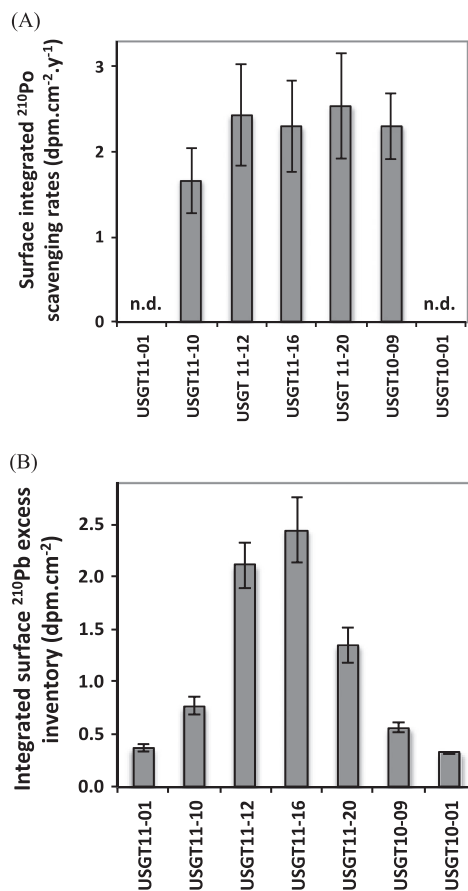 (A)
Surface integrated ²¹⁰Po
scavenging rates (dpm.cm⁻².y⁻¹)
3
2
1
0
n.d.
n.d.
USGT11-01
USGT11-10
USGT 11-12
USGT11-16
USGT 11-20
USGT10-09
USGT10-01
(B)
Integrated surface ²¹⁰Pb excess
inventory (dpm.cm⁻²)
2.5
2.0
1.5
1.0
0.5
0.0
USGT11-01
USGT11-10
USGT11-12
USGT11-16
USGT11-20
USGT10-09
USGT10-01